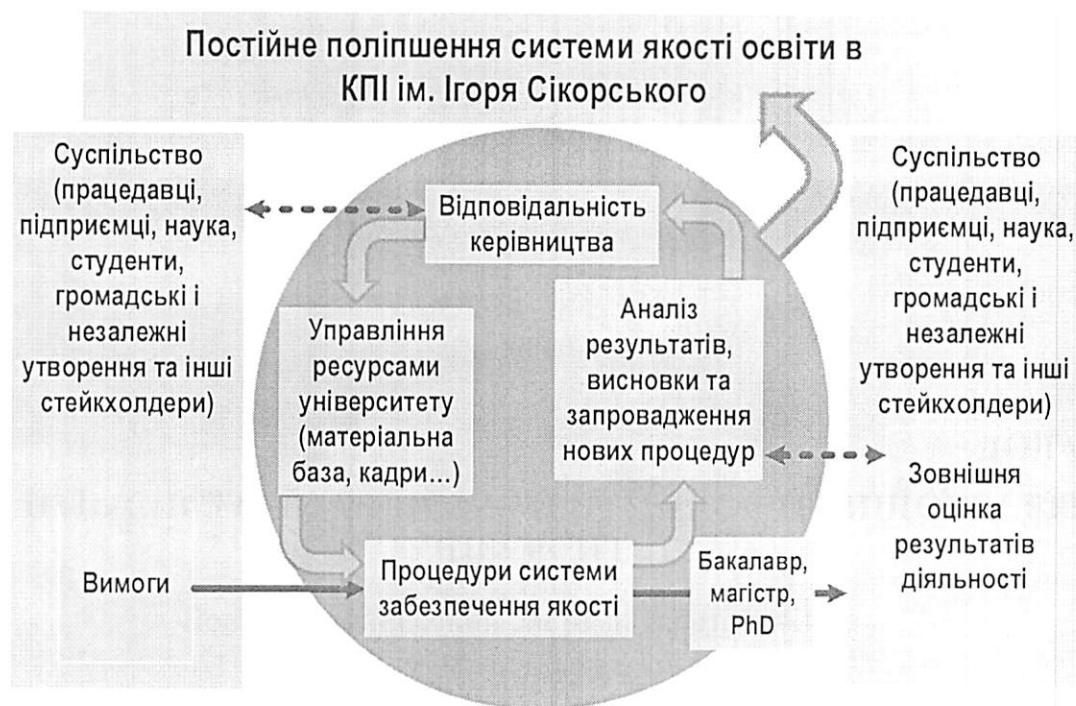 Постійне поліпшення системи якості освіти в
КПІ ім. Ігоря Сікорського
Суспільство
(працедавці,
підприємці, наука,
студенти,
громадські і
незалежні
утворення та інші
стейкхолдери)
Вимоги
Відповідальність
керівництва
Управління
ресурсами
університету
(матеріальна
база, кадри...)
Аналіз
результатів,
висновки та
запровадження
нових процедур
Процедури системи
забезпечення якості
Бакалавр,
магістр,
PhD
Суспільство
(працедавці,
підприємці, наука,
студенти,
громадські і
незалежні
утворення та інші
стейкхолдери)
Зовнішня
оцінка
результатів
діяльності